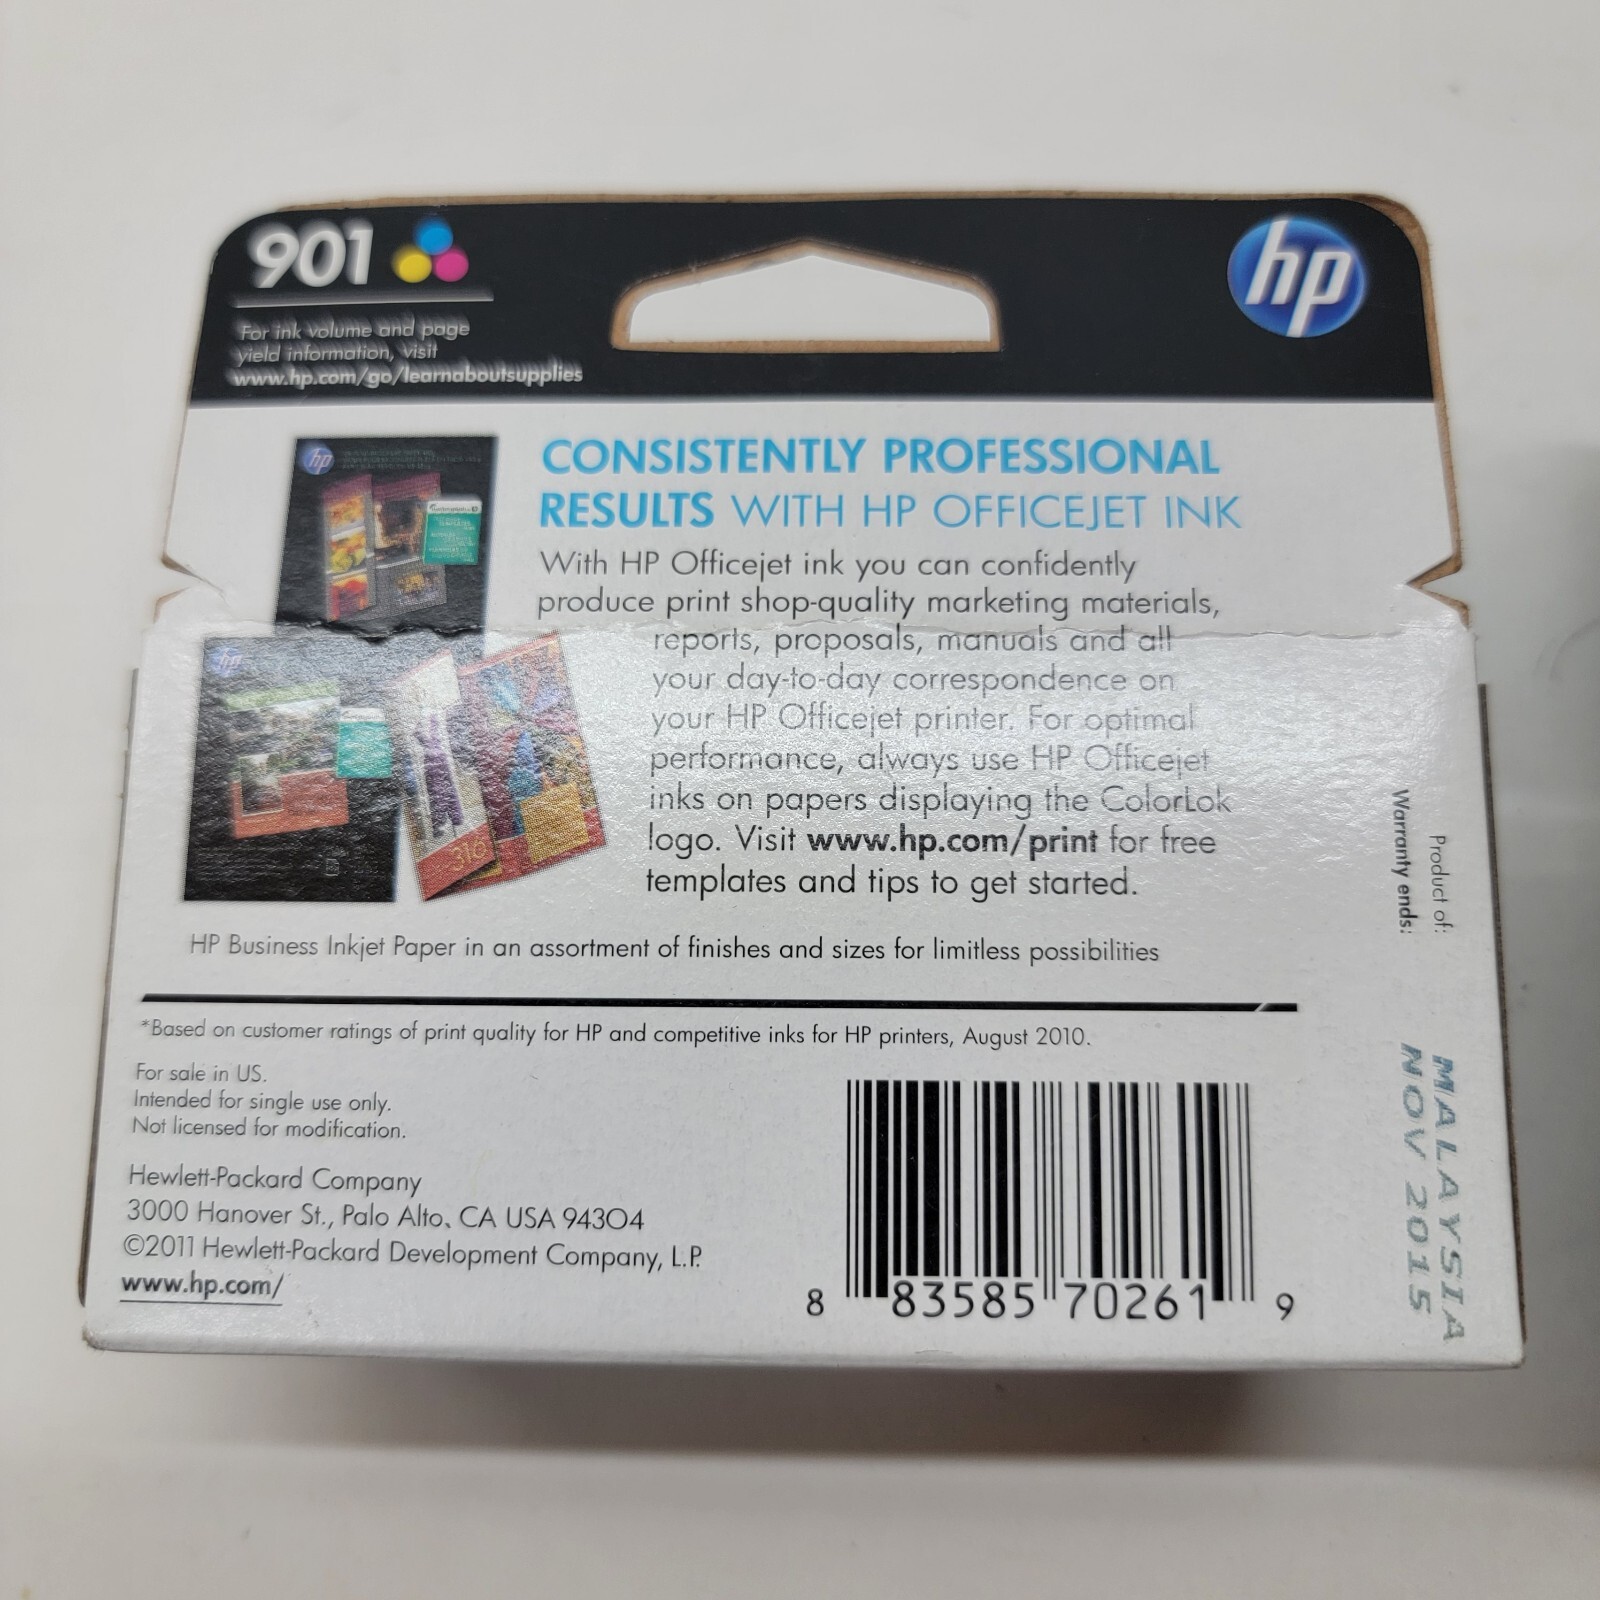 901
hp
For ink volume and page
yield information, visit
www.hp.com/go/learnaboutsupplies
hp
CONSISTENTLY PROFESSIONAL
RESULTS WITH HP OFFICEJET INK
With HP Officejet ink you can confidently
produce print shop-quality marketing materials,
reports, proposals, manuals and all
your day-to-day correspondence on
your HP Officejet printer. For optimal
performance, always use HP Officejet
inks on papers displaying the ColorLok
logo. Visit www.hp.com/print for free
templates and tips to get started.
hp
316
HP Business Inkjet Paper in an assortment of finishes and sizes for limitless possibilities
*Based on customer ratings of print quality for HP and competitive inks for HP printers, August 2010.
For sale in US.
Intended for single use only.
Not licensed for modification.
Hewlett-Packard Company
3000 Hanover St., Palo Alto, CA USA 94304
©2011 Hewlett-Packard Development Company, L.P.
www.hp.com/
8 83585 70261 9
Product of: MALAYSIA
Warranty ends: NOV 2015